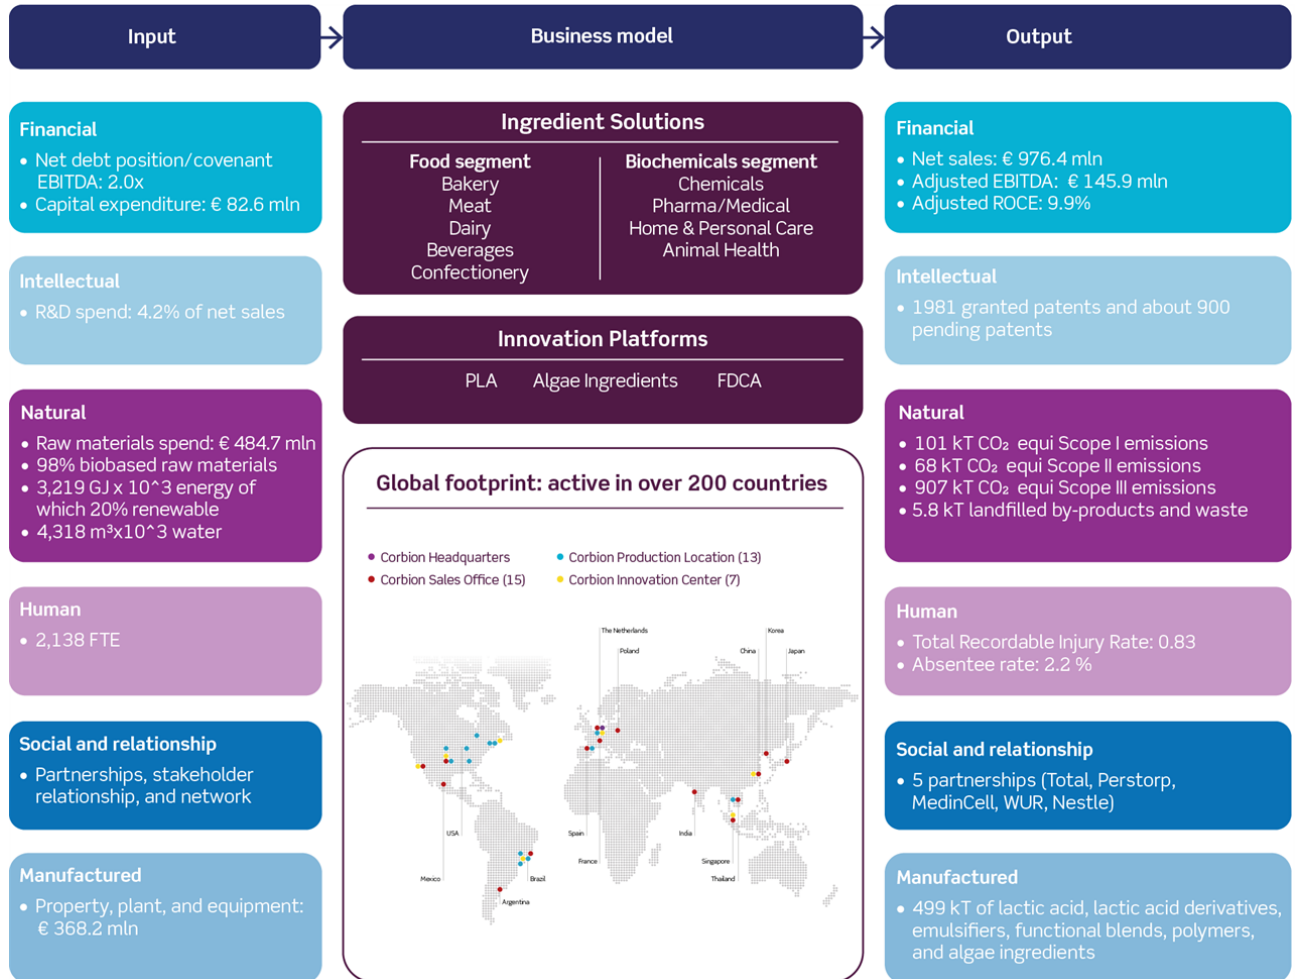 Input
Business model
Output
Financial
• Net debt position/covenant
EBITDA: 2.0x
• Capital expenditure: € 82.6 mln
Intellectual
• R&D spend: 4.2% of net sales
Natural
• Raw materials spend: € 484.7 mln
• 98% biobased raw materials
• 3,219 GJ x 10^3 energy of
which 20% renewable
• 4,318 m³x10^3 water
Human
• 2,138 FTE
Social and relationship
• Partnerships, stakeholder
relationship, and network
Manufactured
• Property, plant, and equipment:
€ 368.2 mln
Ingredient Solutions
Food segment
Bakery
Meat
Dairy
Beverages
Confectionery
Biochemicals segment
Chemicals
Pharma/Medical
Home & Personal Care
Animal Health
Innovation Platforms
PLA Algae Ingredients FDCA
Global footprint: active in over 200 countries
• Corbion Headquarters
• Corbion Production Location (13)
• Corbion Sales Office (15)
• Corbion Innovation Center (7)
The Netherlands
Korea
Poland
China
Japan
USA
Spain
India
Mexico
Brazil
France
Singapore
Thailand
Argentina
Financial
• Net sales: € 976.4 mln
• Adjusted EBITDA: € 145.9 mln
• Adjusted ROCE: 9.9%
Intellectual
• 1981 granted patents and about 900
pending patents
Natural
• 101 kT CO₂ equi Scope I emissions
• 68 kT CO₂ equi Scope II emissions
• 907 kT CO₂ equi Scope III emissions
• 5.8 kT landfilled by-products and waste
Human
• Total Recordable Injury Rate: 0.83
• Absentee rate: 2.2 %
Social and relationship
• 5 partnerships (Total, Perstorp,
MedinCell, WUR, Nestle)
Manufactured
• 499 kT of lactic acid, lactic acid derivatives,
emulsifiers, functional blends, polymers,
and algae ingredients